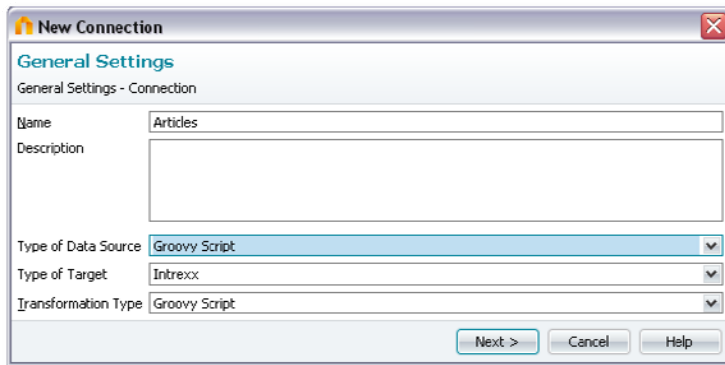 New Connection
General Settings
General Settings - Connection
Name Articles
Description
Type of Data Source Groovy Script
Type of Target Intrexx
Transformation Type Groovy Script
Next > Cancel Help